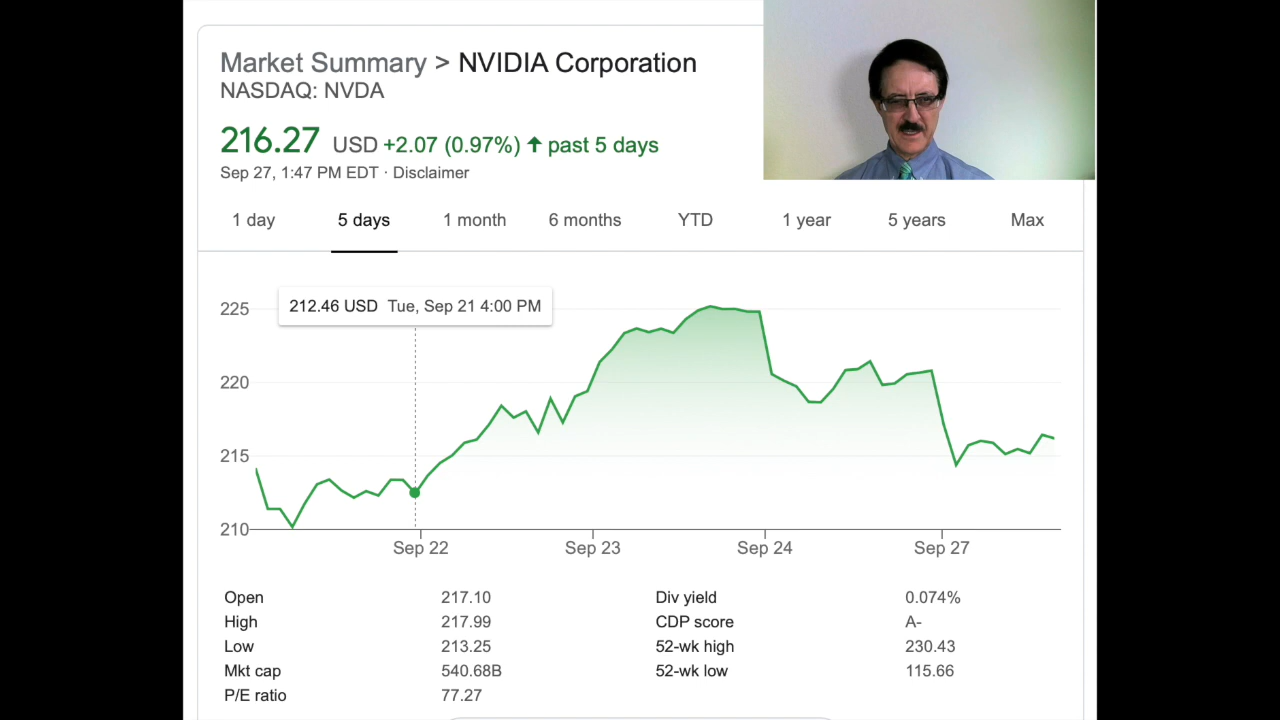 Market Summary > NVIDIA Corporation
NASDAQ: NVDA
216.27 USD +2.07 (0.97%) ↑ past 5 days
Sep 27, 1:47 PM EDT · Disclaimer
1 day 5 days 1 month 6 months YTD 1 year 5 years Max
212.46 USD Tue, Sep 21 4:00 PM
225
220
215
210
Sep 22 Sep 23 Sep 24 Sep 27
Open 217.10 Div yield 0.074%
High 217.99 CDP score A-
Low 213.25 52-wk high 230.43
Mkt cap 540.68B 52-wk low 115.66
P/E ratio 77.27